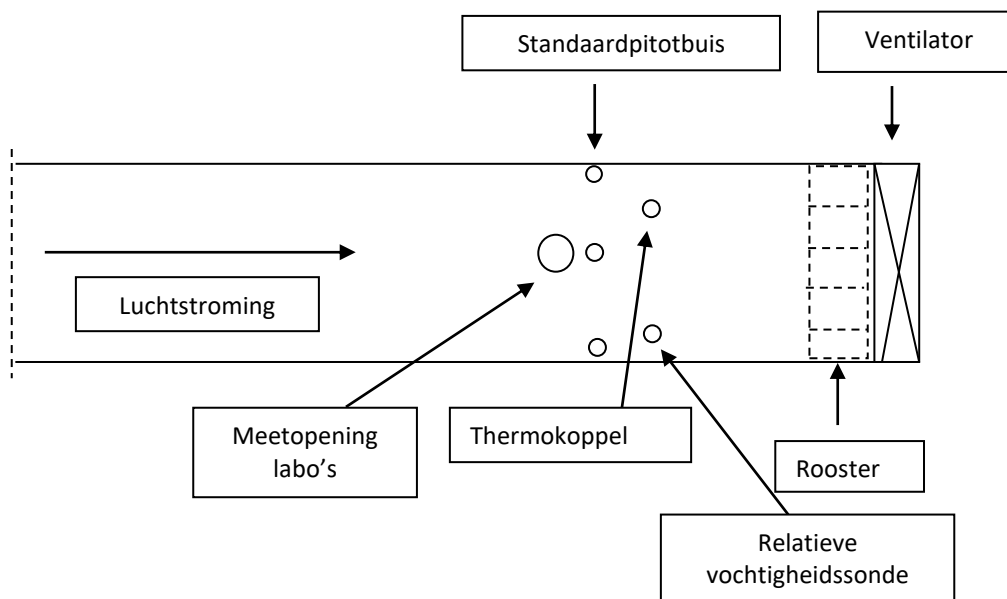 Standaardpitotbuis
Ventilator
Luchtstroming
Meetopening
labo's
Thermokoppel
Rooster
Relatieve
vochtigheidssonde